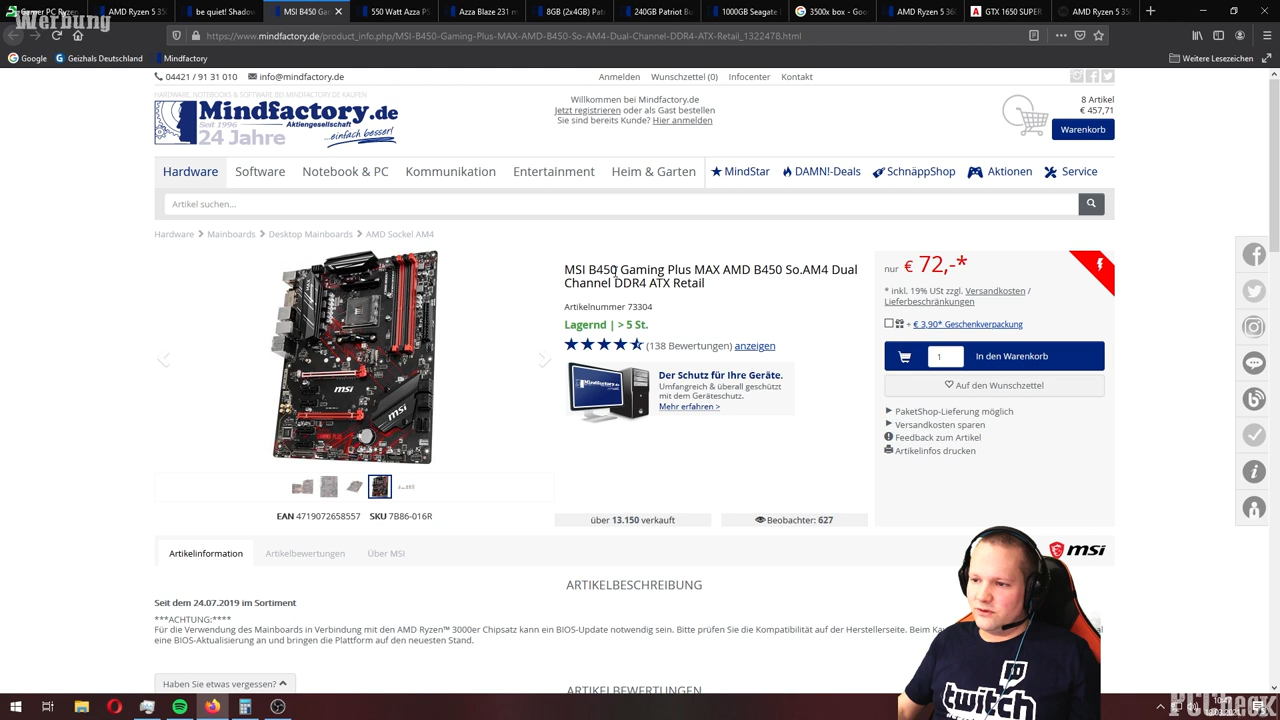 Gamer PC Ryzen
AMD Ryzen 5 35
be quiet! Shadow
MSI B450 Ga
550 Watt Azza PS
Azza Blaze 231 m
8GB (2x4GB) Pat
240GB Patriot Bu
1000GB Seagate
3500x box - Goo
AMD Ryzen 5 36
GTX 1650 SUPER
AMD Ryzen 5 35
Werbung
https://www.mindfactory.de/product_info.php/MSI-B450-Gaming-Plus-MAX-AMD-B450-So-AM4-Dual-Channel-DDR4-ATX-Retail_1322478.html
Google Geizhals Deutschland Mindfactory Weitere Lesezeichen
04421 / 91 31 010 info@mindfactory.de Anmelden Wunschzettel (0) Infocenter Kontakt
HARDWARE, NOTEBOOKS & SOFTWARE BEI MINDFACTORY.DE KAUFEN
Mindfactory.de
Seit 1996 Aktiengesellschaft
24 Jahre ...einfach besser!
Willkommen bei Mindfactory.de
Jetzt registrieren oder als Gast bestellen
Sie sind bereits Kunde? Hier anmelden
8 Artikel
€ 457,71
Warenkorb
Hardware Software Notebook & PC Kommunikation Entertainment Heim & Garten MindStar DAMN!-Deals SchnäppShop Aktionen Service
Artikel suchen...
Hardware Mainboards Desktop Mainboards AMD Sockel AM4
MSI B450 Gaming Plus MAX AMD B450 So.AM4 Dual
Channel DDR4 ATX Retail
Artikelnummer 73304
Lagernd | > 5 St.
(138 Bewertungen) anzeigen
Mindfactory.de
Der Schutz für Ihre Geräte.
Umfangreich & überall geschützt
mit dem Geräteschutz.
Mehr erfahren >
nur € 72,-*
* inkl. 19% USt zzgl. Versandkosten /
Lieferbeschränkungen
+ € 3,90* Geschenkverpackung
1 In den Warenkorb
Auf den Wunschzettel
PaketShop-Lieferung möglich
Versandkosten sparen
Feedback zum Artikel
Artikelinfos drucken
msi
msi
EAN 4719072658557 SKU 7B86-016R
über 13.150 verkauft
Beobachter: 627
Artikelinformation Artikelbewertungen Über MSI
msi
ARTIKELBESCHREIBUNG
Seit dem 24.07.2019 im Sortiment
***ACHTUNG:****
Für die Verwendung des Mainboards in Verbindung mit den AMD Ryzen™ 3000er Chipsatz kann ein BIOS-Update notwendig sein. Bitte prüfen Sie die Kompatibilität auf der Herstellerseite. Beim Kau
eine BIOS-Aktualisierung an und bringen die Plattform auf den neuesten Stand.
Haben Sie etwas vergessen?
ARTIKELBEWERTUNGEN
twitch